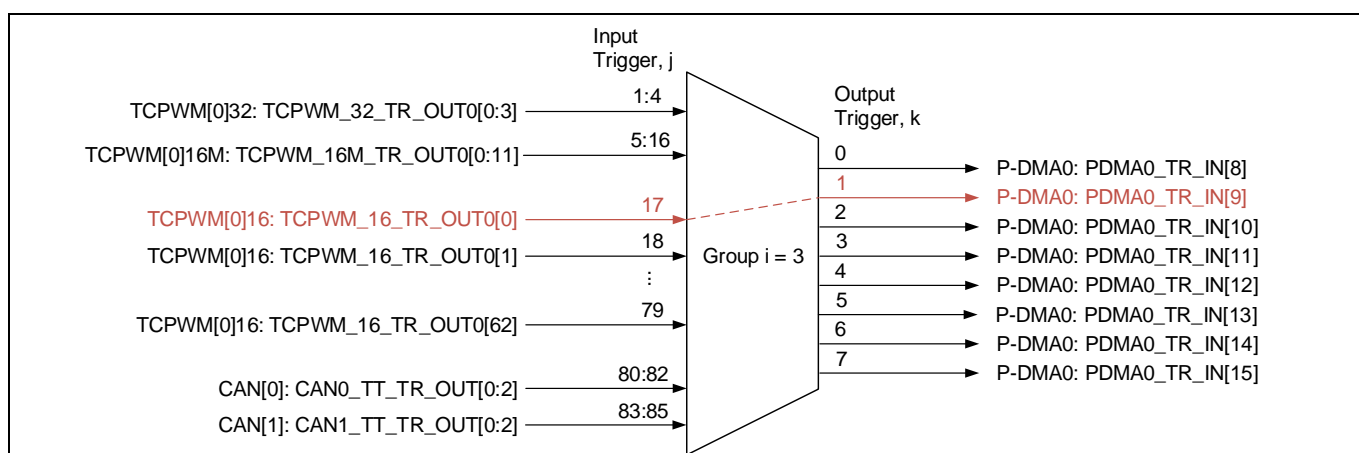 Input
Trigger, j
TCPWM[0]32: TCPWM_32_TR_OUT0[0:3]
1:4
TCPWM[0]16M: TCPWM_16M_TR_OUT0[0:11]
5:16
TCPWM[0]16: TCPWM_16_TR_OUT0[0]
17
TCPWM[0]16: TCPWM_16_TR_OUT0[1]
18
...
TCPWM[0]16: TCPWM_16_TR_OUT0[62]
79
CAN[0]: CAN0_TT_TR_OUT[0:2]
80:82
CAN[1]: CAN1_TT_TR_OUT[0:2]
83:85
Group i = 3
Output
Trigger, k
0
P-DMA0: PDMA0_TR_IN[8]
1
P-DMA0: PDMA0_TR_IN[9]
2
P-DMA0: PDMA0_TR_IN[10]
3
P-DMA0: PDMA0_TR_IN[11]
4
P-DMA0: PDMA0_TR_IN[12]
5
P-DMA0: PDMA0_TR_IN[13]
6
P-DMA0: PDMA0_TR_IN[14]
7
P-DMA0: PDMA0_TR_IN[15]